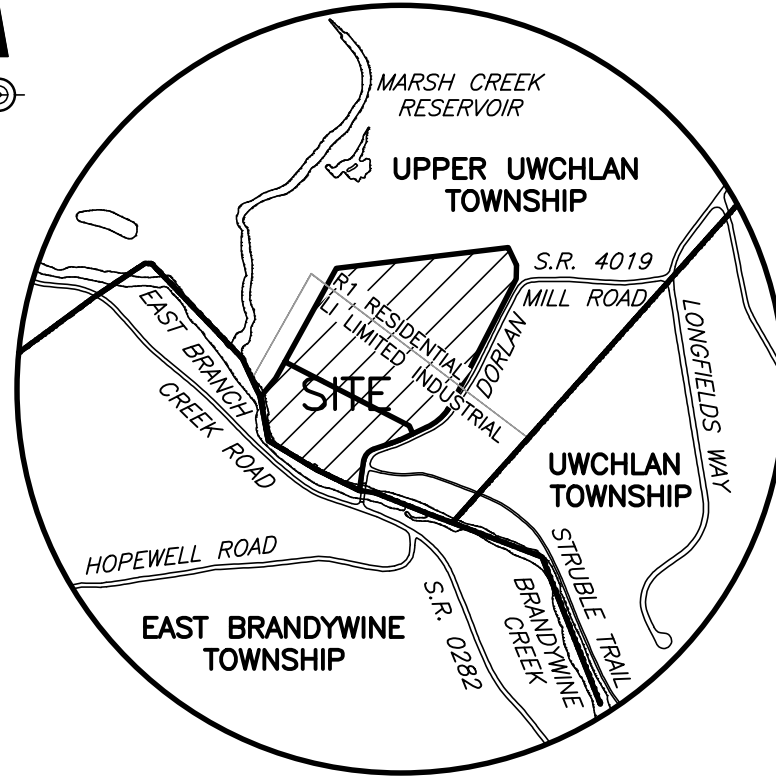 MARSH CREEK
RESERVOIR
UPPER UWCHLAN
TOWNSHIP
S.R. 4019
MILL ROAD
DORLAN
R1 RESIDENTIAL
LI LIMITED INDUSTRIAL
SITE
EAST BRANCH
CREEK ROAD
LONGFIELDS WAY
UWCHLAN
TOWNSHIP
HOPEWELL ROAD
STRUBLE TRAIL
BRANDYWINE
CREEK
S.R. 0282
EAST BRANDYWINE
TOWNSHIP